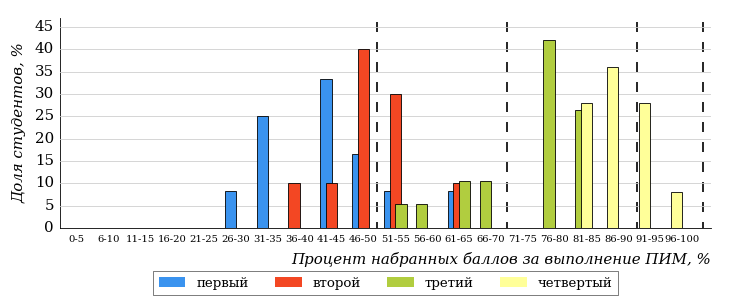 Доля студентов, %
45
40
35
30
25
20
15
10
5
0
0-5 6-10 11-15 16-20 21-25 26-30 31-35 36-40 41-45 46-50 51-55 56-60 61-65 66-70 71-75 76-80 81-85 86-90 91-95 96-100
Процент набранных баллов за выполнение ПИМ, %
первый второй третий четвертый